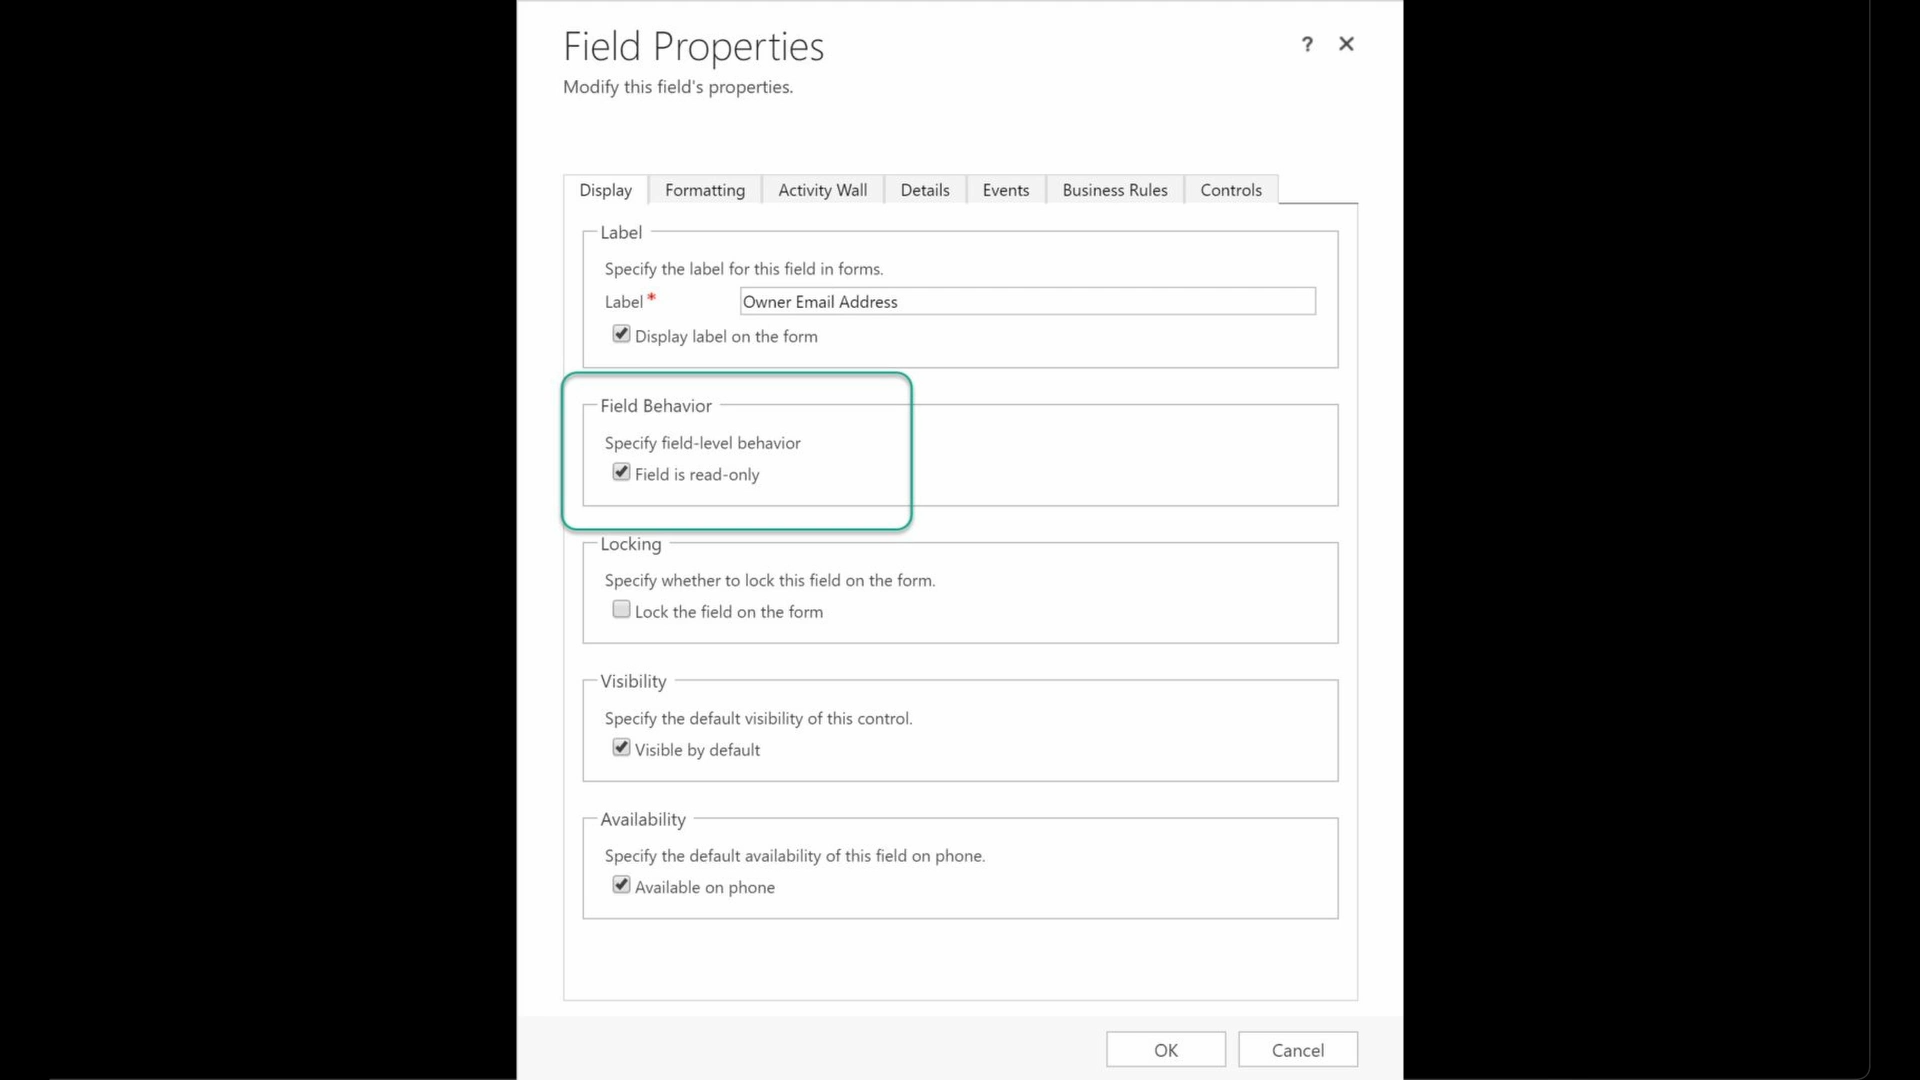 Field Properties
? ✕
Modify this field's properties.
Display Formatting Activity Wall Details Events Business Rules Controls
Label
Specify the label for this field in forms.
Label* Owner Email Address
Display label on the form
Field Behavior
Specify field-level behavior
Field is read-only
Locking
Specify whether to lock this field on the form.
Lock the field on the form
Visibility
Specify the default visibility of this control.
Visible by default
Availability
Specify the default availability of this field on phone.
Available on phone
OK Cancel